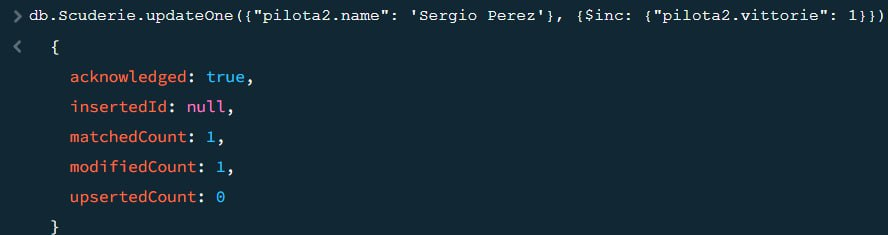 > db.Scuderie.updateOne({"pilota2.name": 'Sergio Perez'}, {$inc: {"pilota2.vittorie": 1}})
< {
acknowledged: true,
insertedId: null,
matchedCount: 1,
modifiedCount: 1,
upsertedCount: 0
}